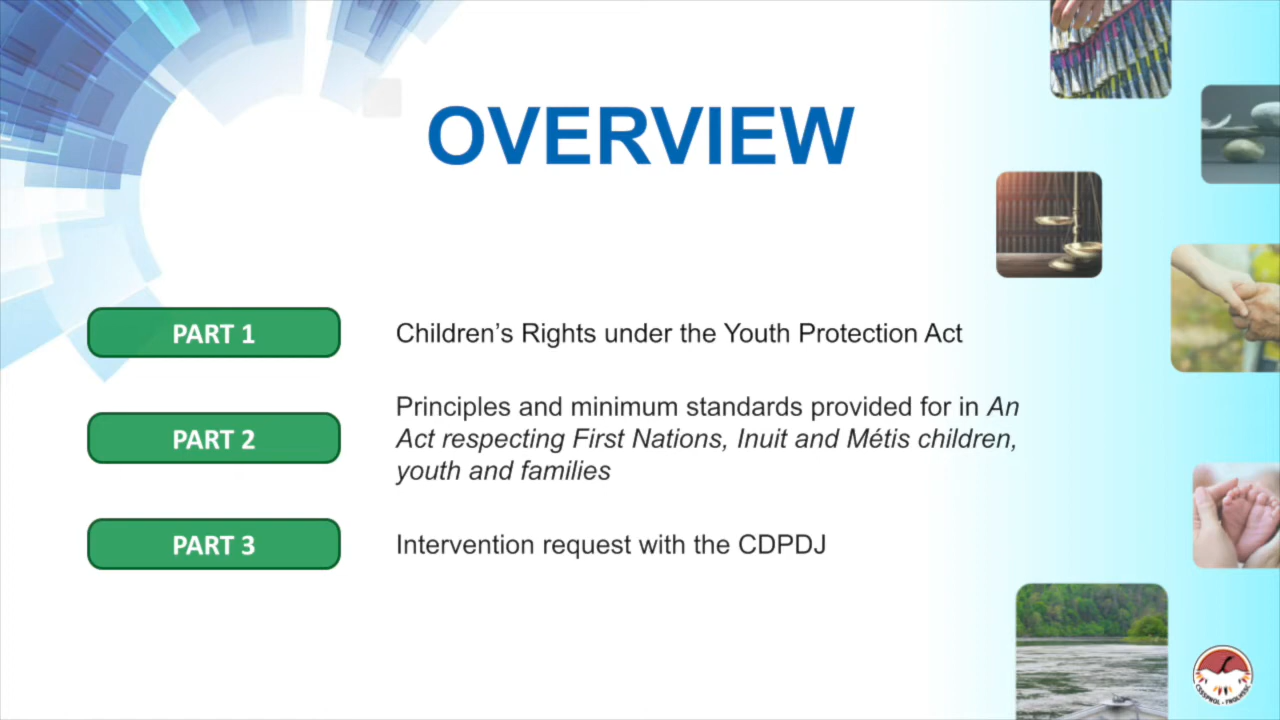 OVERVIEW
PART 1
Children’s Rights under the Youth Protection Act
PART 2
Principles and minimum standards provided for in An
Act respecting First Nations, Inuit and Métis children,
youth and families
PART 3
Intervention request with the CDPDJ
CSSSPNQL - FNQLHSSC